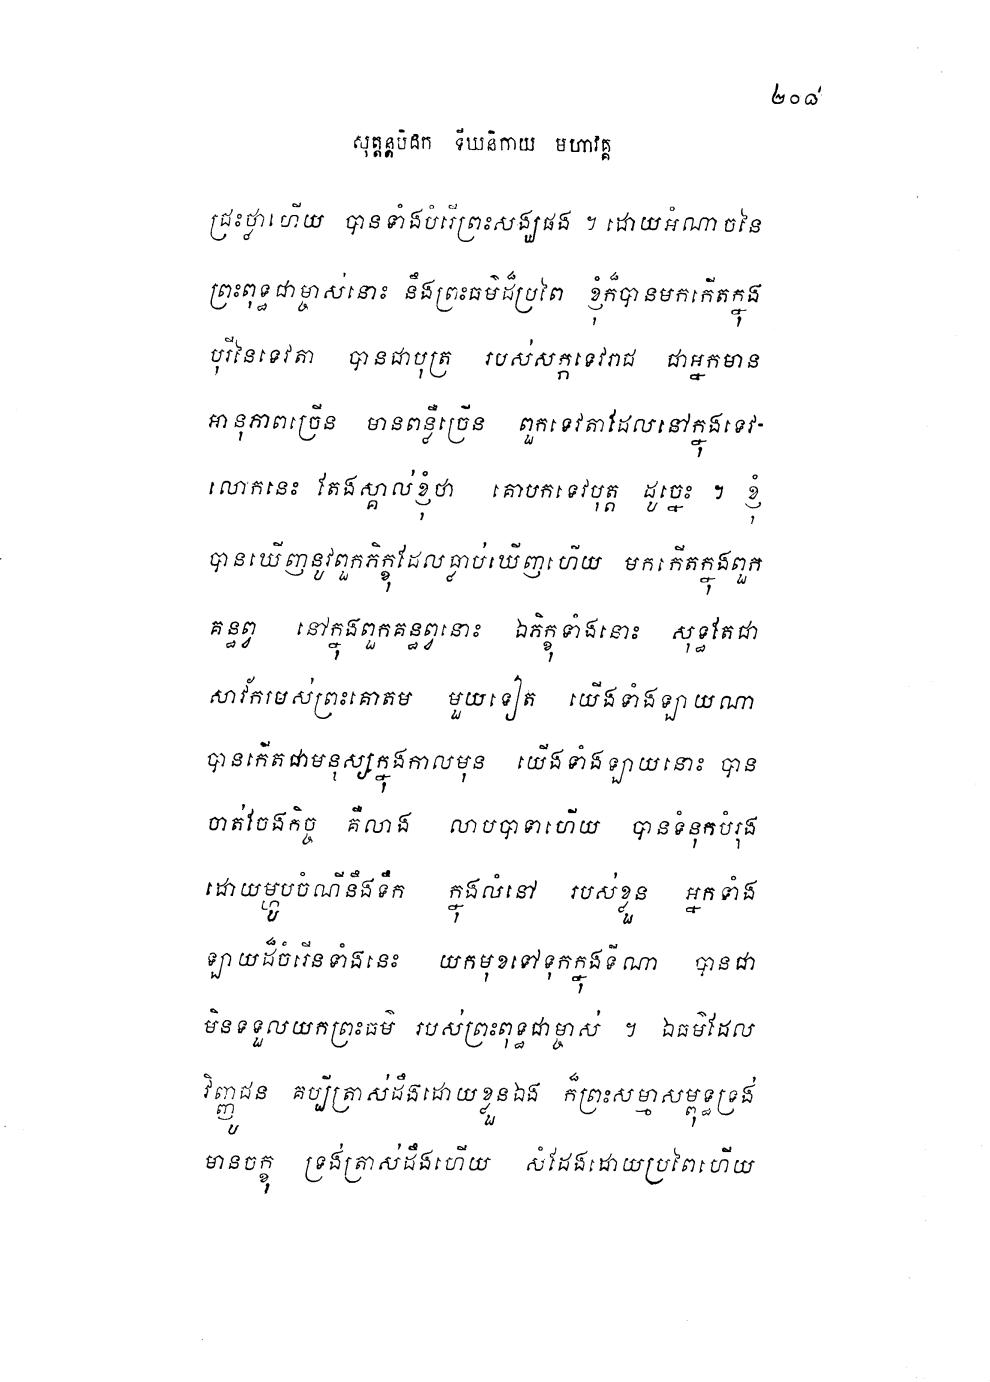 ២០៨
សុត្តន្តបិដក ទីឃនិកាយ មហាវគ្គ
ជ្រះថ្លាហើយ បានទាំងបំរើព្រះសង្ឃផង ។ ដោយអំណាចនៃ
ព្រះពុទ្ធជាម្ចាស់នោះ នឹងព្រះធម៌ដ៏ប្រពៃ ខ្ញុំក៏បានមកកើតក្នុង
បុរីនៃទេវតា បានជាបុត្រ របស់សក្កទេវរាជ ជាអ្នកមាន
អានុភាពច្រើន មានពន្លឺច្រើន ពួកទេវតាដែលនៅក្នុងទេវ-
លោកនេះ តែងស្គាល់ខ្ញុំថា គោបកទេវបុត្ត ដូច្នេះ ។ ខ្ញុំ
បានឃើញនូវពួកភិក្ខុដែលធ្លាប់ឃើញហើយ មកកើតក្នុងពួក
គន្ធព្វ នៅក្នុងពួកគន្ធព្វនោះ ឯភិក្ខុទាំងនោះ សុទ្ធតែជា
សាវ័ករបស់ព្រះគោតម មួយទៀត យើងទាំងឡាយណា
បានកើតជាមនុស្សក្នុងកាលមុន យើងទាំងឡាយនោះ បាន
ចាត់ចែងកិច្ច គឺលាង លាបបាទាហើយ បានទំនុកបំរុង
ដោយម្ហូបចំណីនឹងទឹក ក្នុងលំនៅ របស់ខ្លួន អ្នកទាំង
ឡាយដ៏ចំរើនទាំងនេះ យកមុខទៅទុកក្នុងទីណា បានជា
មិនទទួលយកព្រះធម៌ របស់ព្រះពុទ្ធជាម្ចាស់ ។ ឯធម៌ដែល
វិញ្ញូជន គប្បីត្រាស់ដឹងដោយខ្លួនឯង ក៏ព្រះសម្មាសម្ពុទ្ធទ្រង់
មានចក្ខុ ទ្រង់ត្រាស់ដឹងហើយ សំដែងដោយប្រពៃហើយ